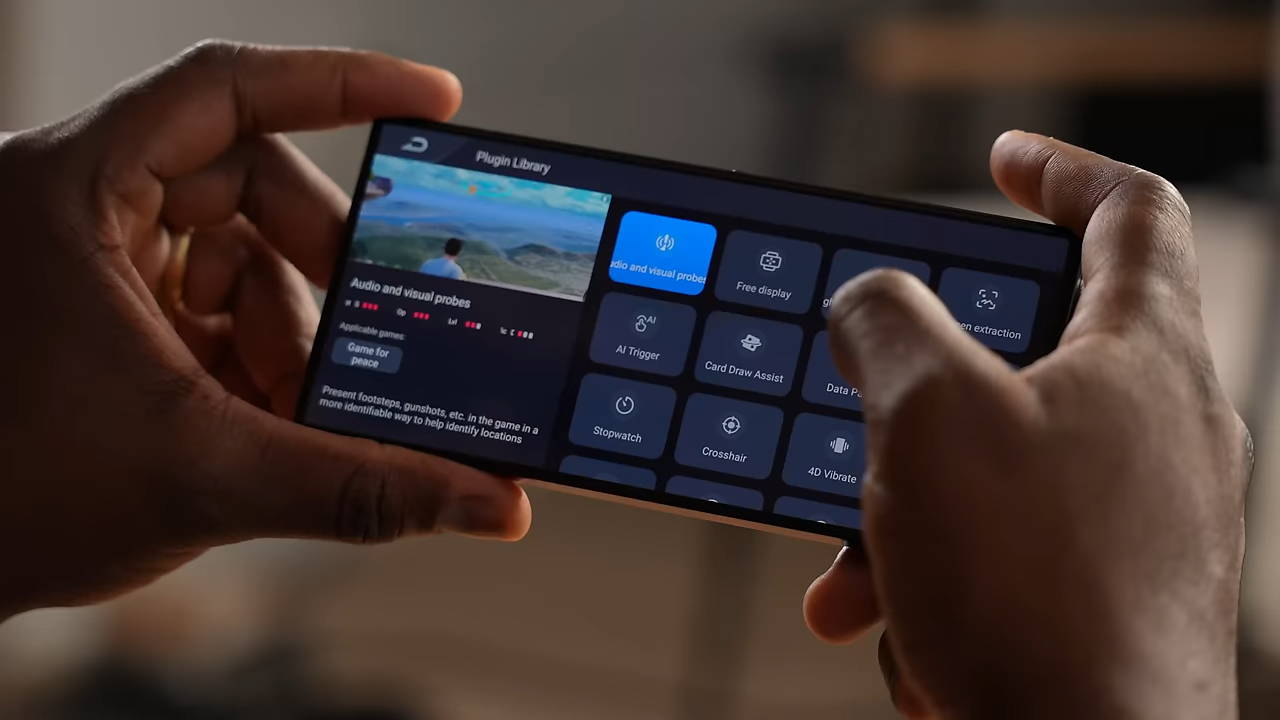 Plugin Library
Audio and visual probes
Applicable games:
Game for
peace
Present footsteps, gunshots, etc. in the game in a
more identifiable way to help identify locations
dio and visual probes
Free display
en extraction
AI
AI Trigger
Card Draw Assist
Data P
Stopwatch
Crosshair
4D Vibrate